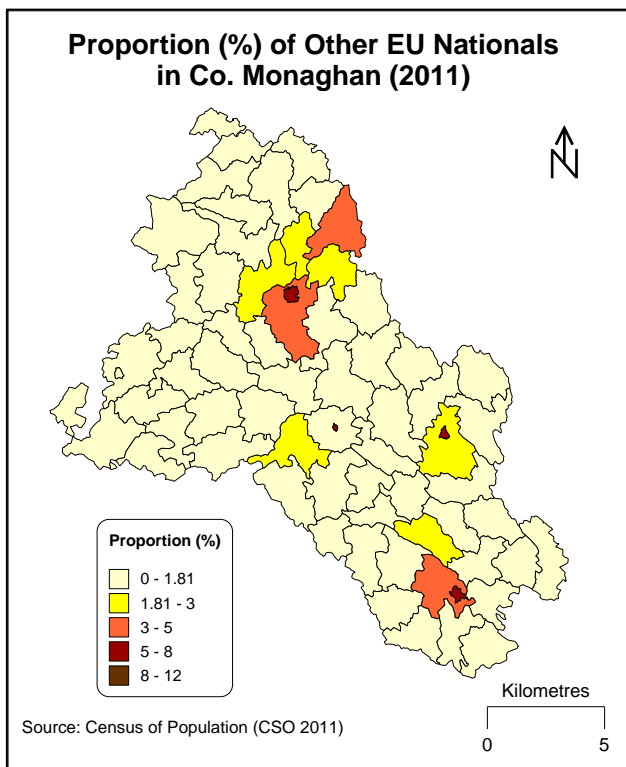 Proportion (%) of Other EU Nationals
in Co. Monaghan (2011)
N
Proportion (%)
0 - 1.81
1.81 - 3
3 - 5
5 - 8
8 - 12
Kilometres
Source: Census of Population (CSO 2011)
0 5